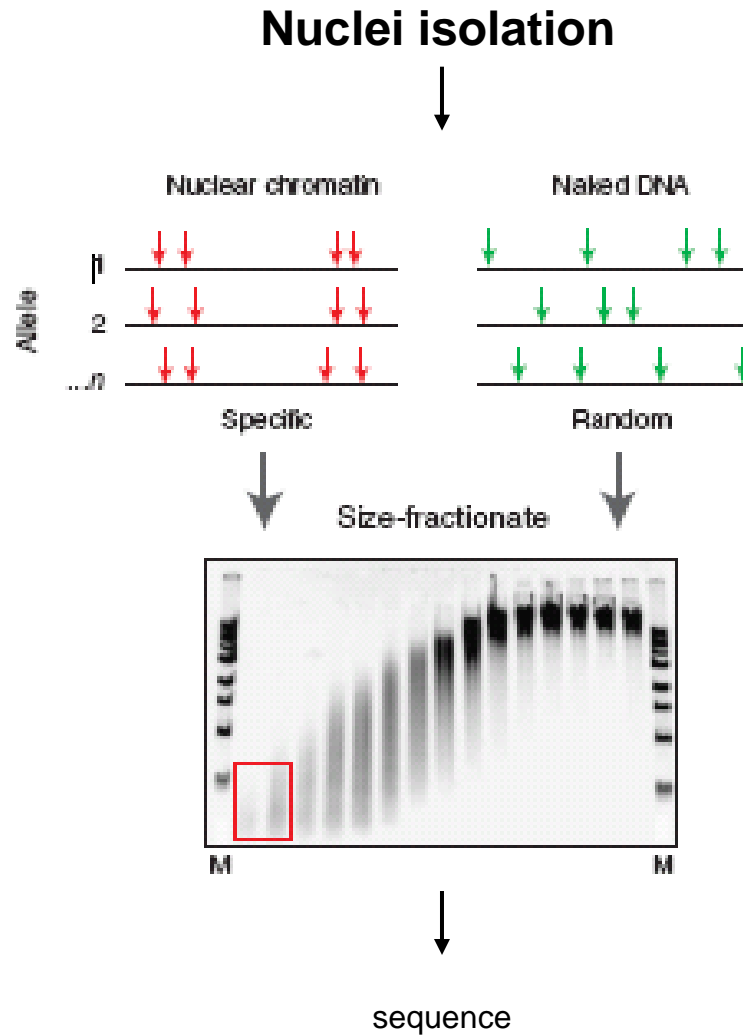 Nuclei isolation
Nuclear chromatin Naked DNA
Allele
1
2
...n
Specific Random
Size-fractionate
M M
sequence